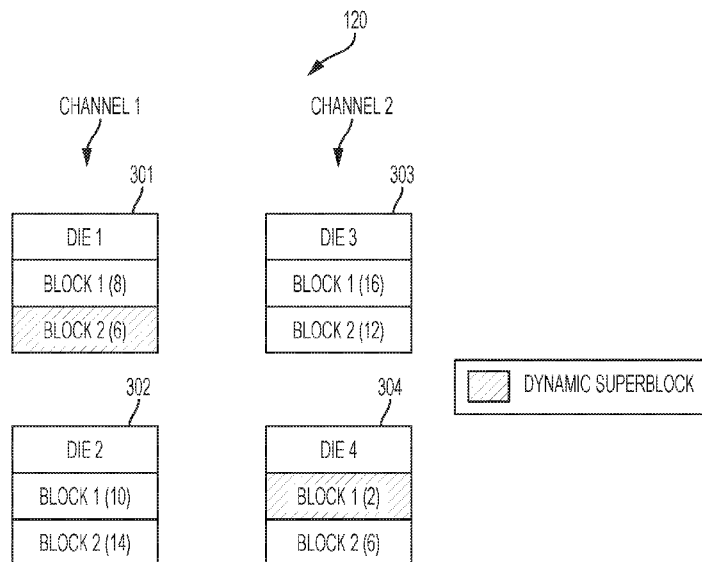 120
CHANNEL 1
CHANNEL 2
301
303
DIE 1
DIE 3
BLOCK 1 (8)
BLOCK 1 (16)
BLOCK 2 (6)
BLOCK 2 (12)
DYNAMIC SUPERBLOCK
302
304
DIE 2
DIE 4
BLOCK 1 (10)
BLOCK 1 (2)
BLOCK 2 (14)
BLOCK 2 (6)